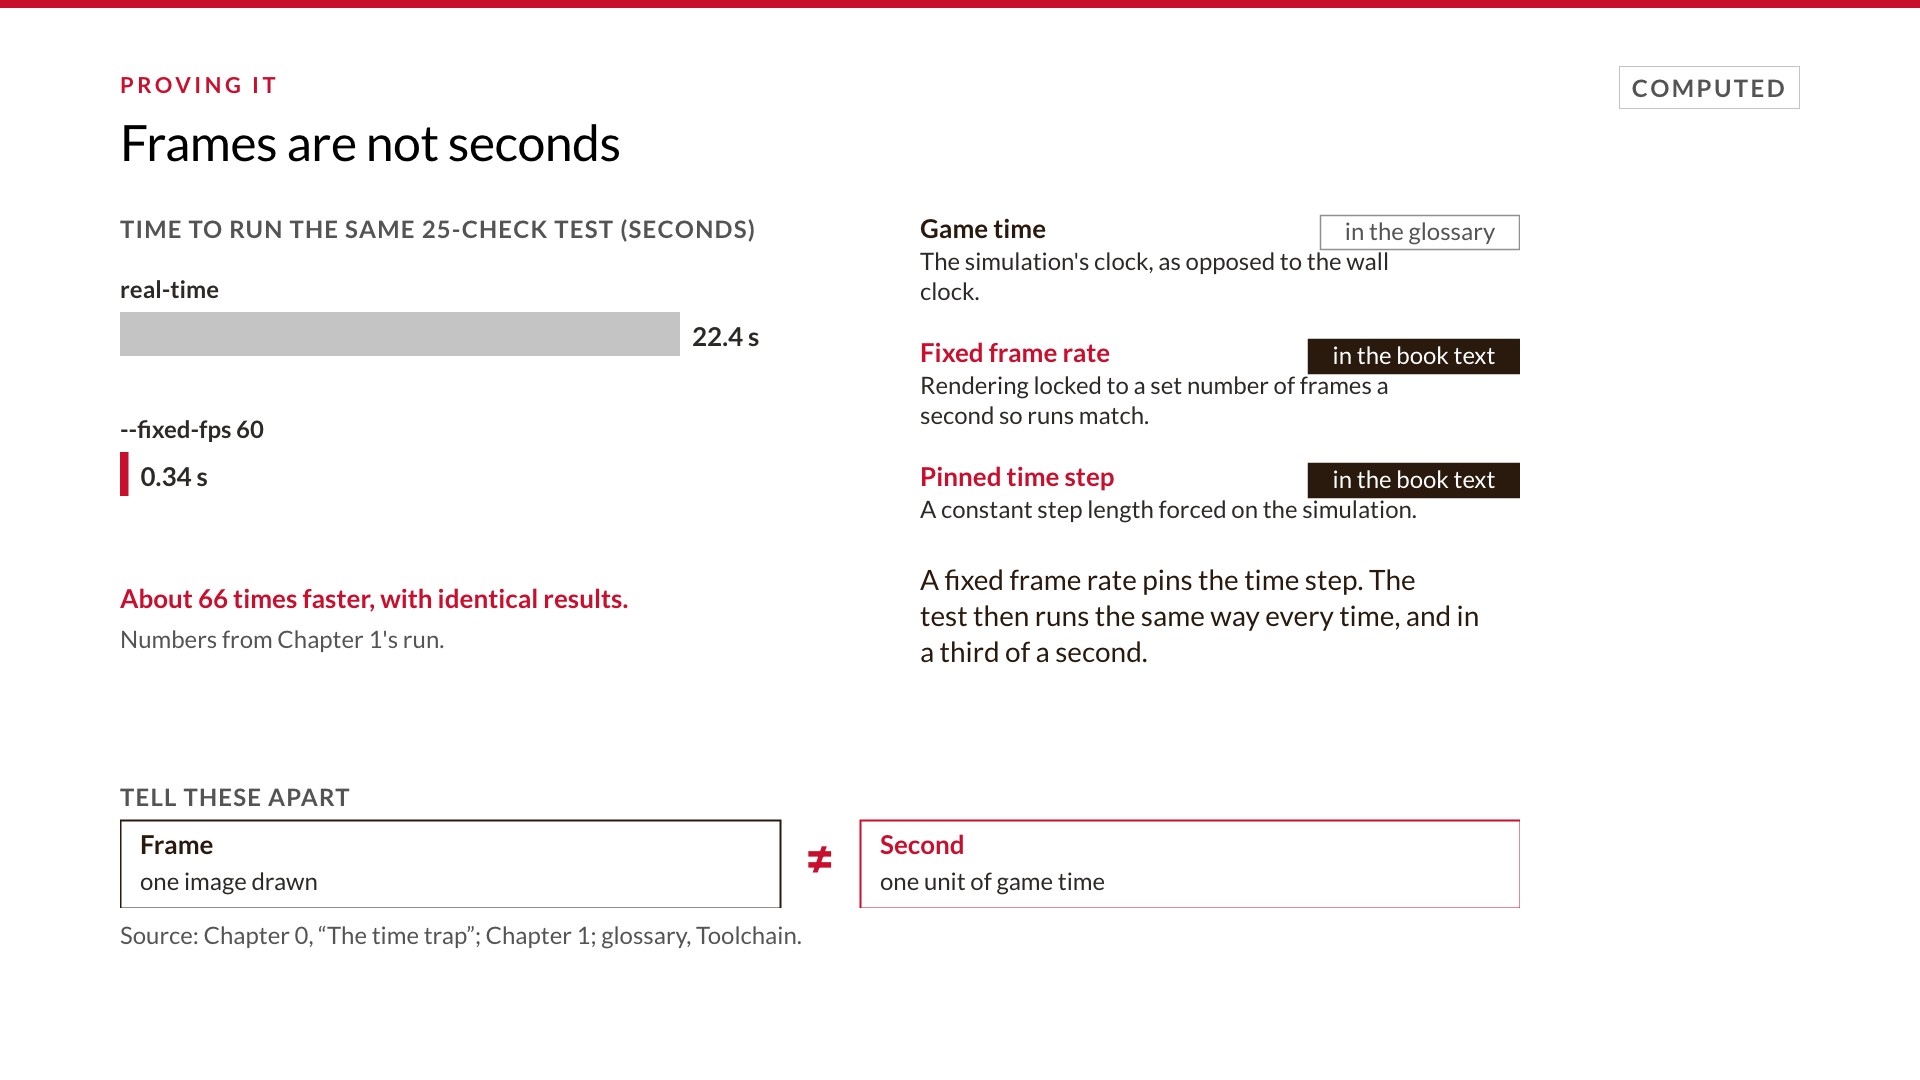 PROVING IT
COMPUTED
Frames are not seconds
TIME TO RUN THE SAME 25-CHECK TEST (SECONDS)
real-time
22.4 s
--fixed-fps 60
0.34 s
About 66 times faster, with identical results.
Numbers from Chapter 1's run.
Game time
in the glossary
The simulation's clock, as opposed to the wall
clock.
Fixed frame rate
in the book text
Rendering locked to a set number of frames a
second so runs match.
Pinned time step
in the book text
A constant step length forced on the simulation.
A fixed frame rate pins the time step. The
test then runs the same way every time, and in
a third of a second.
TELL THESE APART
Frame
one image drawn
≠
Second
one unit of game time
Source: Chapter 0, “The time trap”; Chapter 1; glossary, Toolchain.